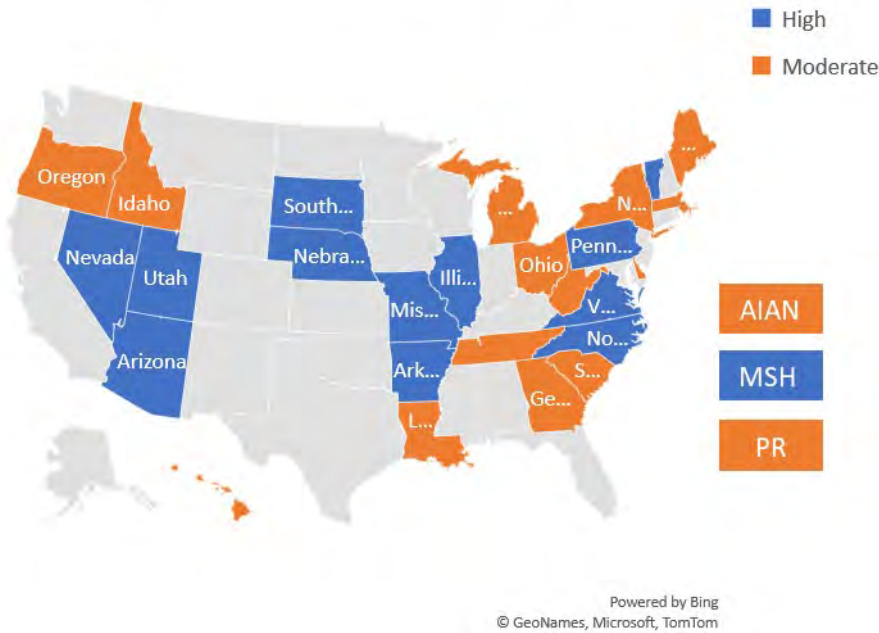 High
Moderate
...
Oregon
Idaho
South...
...
N...
Penn...
Nevada
Nebra...
Ohio
Utah
Illi...
Mis...
V...
AIAN
No...
Arizona
Ark...
S...
MSH
Ge...
L...
PR
Powered by Bing
© GeoNames, Microsoft, TomTom